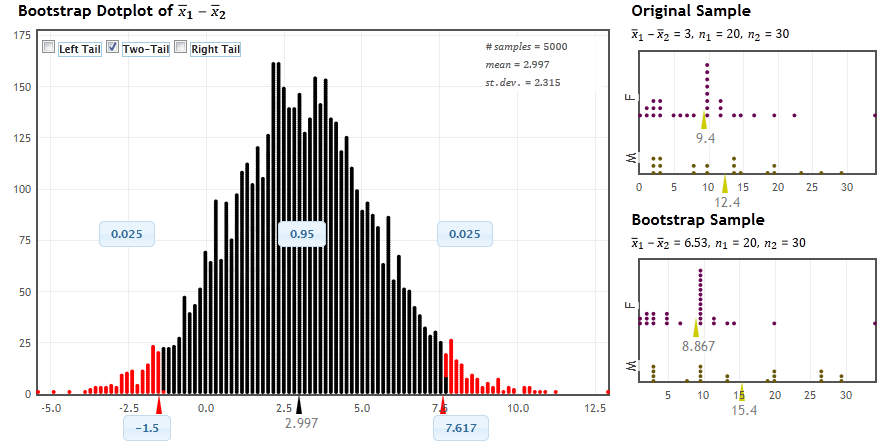 Bootstrap Dotplot of x̄₁ − x̄₂
Left Tail Two-Tail Right Tail
# samples = 5000
mean = 2.997
st.dev. = 2.315
175
150
125
100
75
50
25
0
0.025 0.95 0.025
-5.0 -2.5 0.0 2.5 5.0 7.5 10.0 12.5
2.997
−1.5 7.617
Original Sample
x̄₁ − x̄₂ = 3, n₁ = 20, n₂ = 30
F
9.4
M
0 5 10 15 20 25 30
12.4
Bootstrap Sample
x̄₁ − x̄₂ = 6.53, n₁ = 20, n₂ = 30
F
8.867
M
5 10 15 20 25 30
15.4